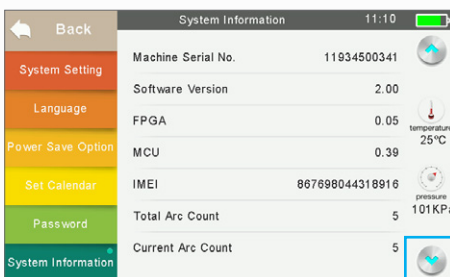 Back
System Information 11:10
System Setting
Language
Power Save Option
Set Calendar
Password
System Information
Machine Serial No. 11934500341
Software Version 2.00
FPGA 0.05
MCU 0.39
IMEI 867698044318916
Total Arc Count 5
Current Arc Count 5
temperature
25°C
pressure
101KPa